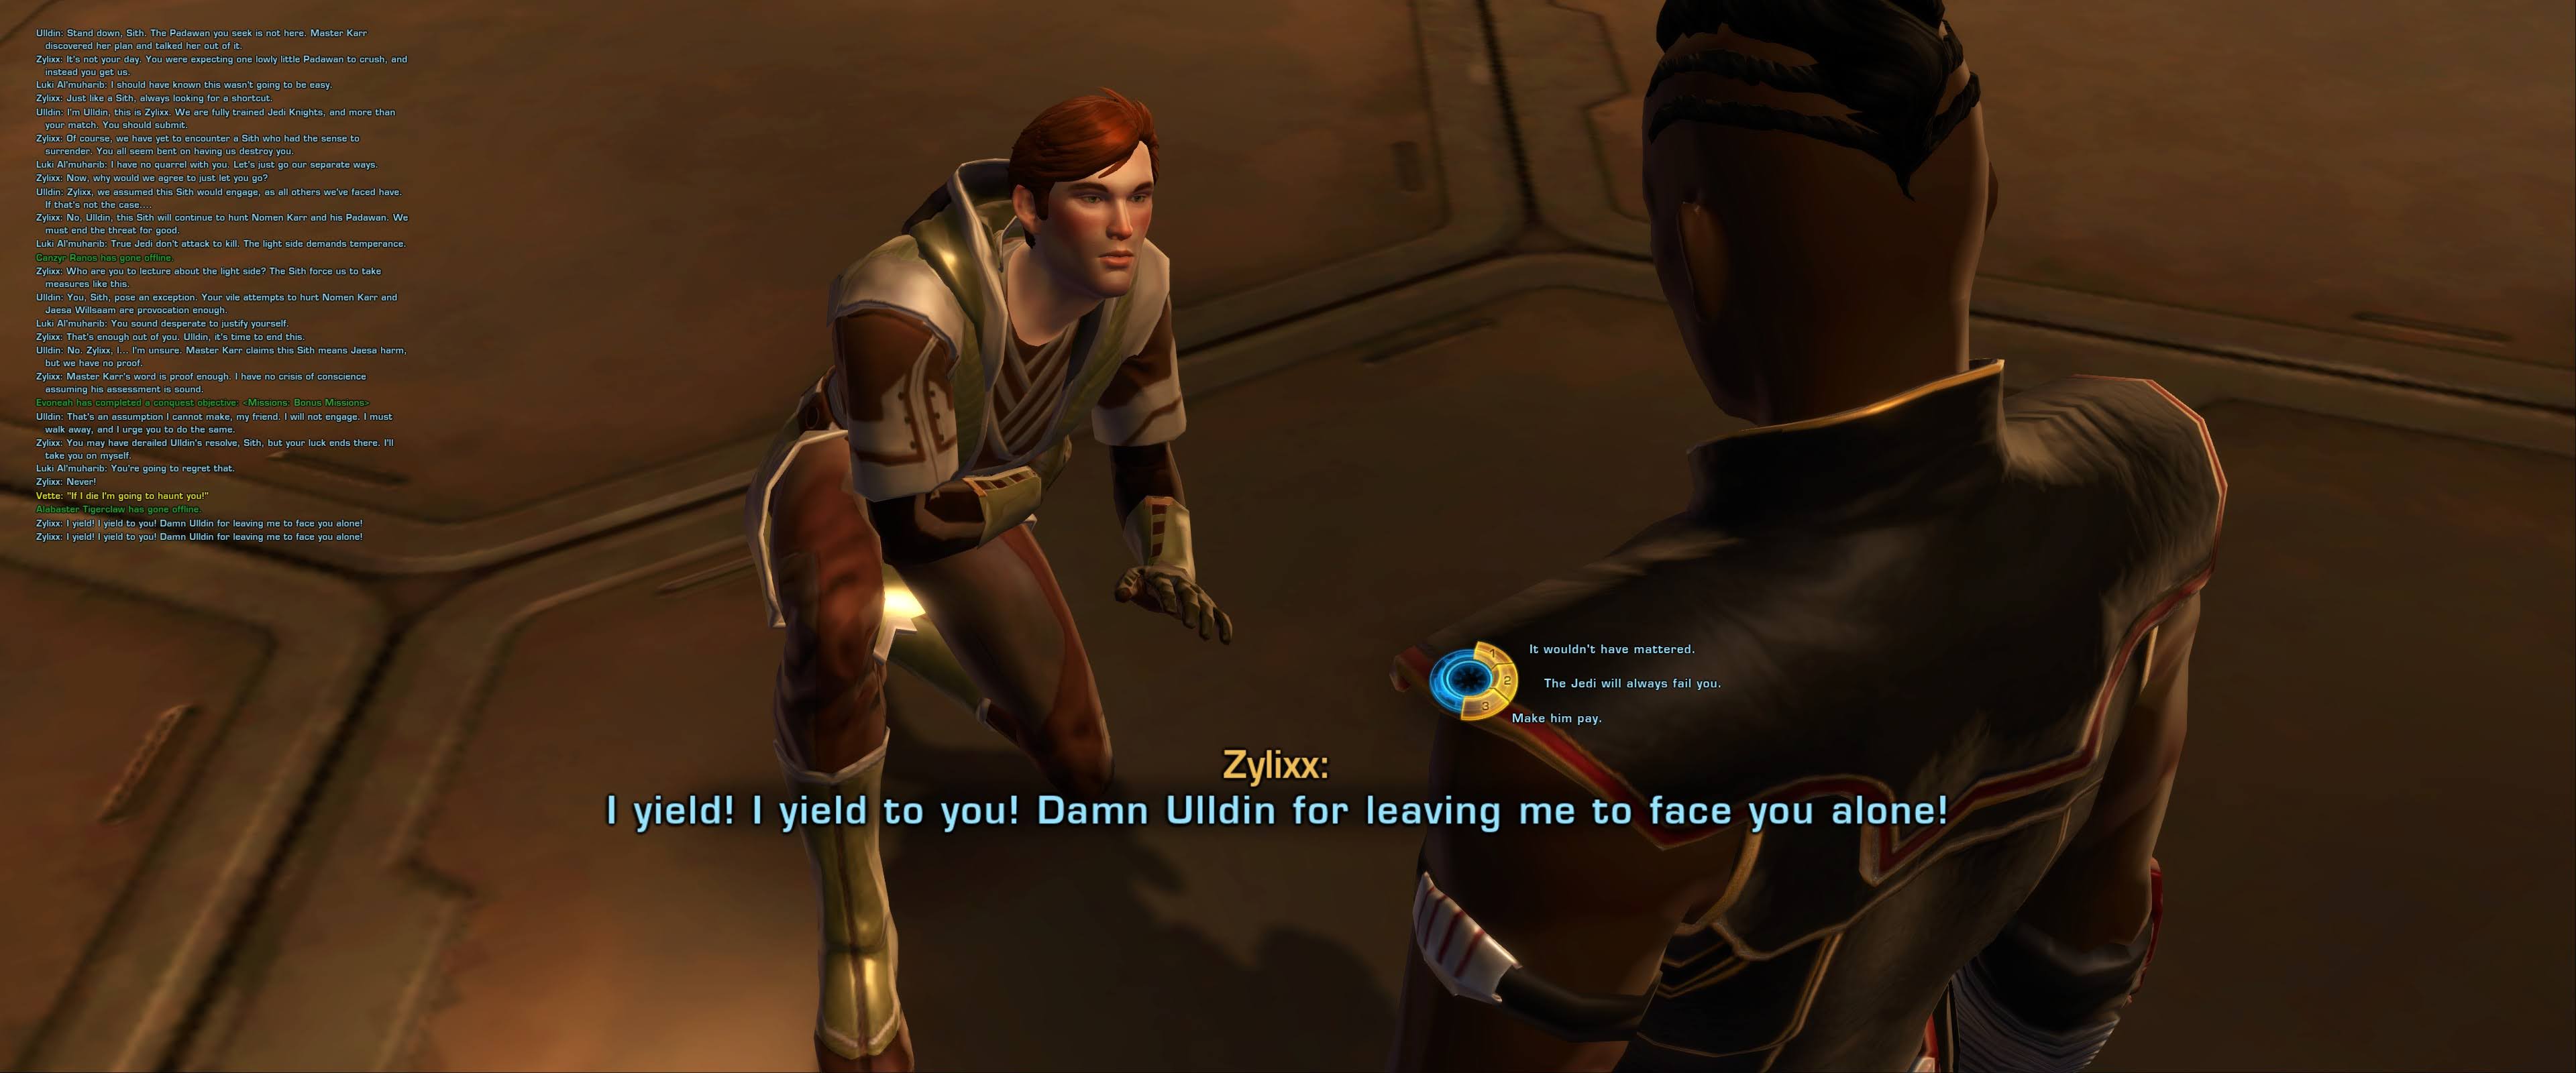 Ulldin: Stand down, Sith. The Padawan you seek is not here. Master Karr
discovered her plan and talked her out of it.
Zylixx: It's not your day. You were expecting one lowly little Padawan to crush, and
instead you get us.
Luki Al'muharib: I should have known this wasn't going to be easy.
Zylixx: Just like a Sith, always looking for a shortcut.
Ulldin: I'm Ulldin, this is Zylixx. We are fully trained Jedi Knights, and more than
your match. You should submit.
Zylixx: Of course, we have yet to encounter a Sith who had the sense to
surrender. You all seem bent on having us destroy you.
Luki Al'muharib: I have no quarrel with you. Let's just go our separate ways.
Zylixx: Now, why would we agree to just let you go?
Ulldin: Zylixx, we assumed this Sith would engage, as all others we've faced have.
If that's not the case....
Zylixx: No, Ulldin, this Sith will continue to hunt Nomen Karr and his Padawan. We
must end the threat for good.
Luki Al'muharib: True Jedi don't attack to kill. The light side demands temperance.
Ganzyr Ranos has gone offline.
Zylixx: Who are you to lecture about the light side? The Sith force us to take
measures like this.
Ulldin: You, Sith, pose an exception. Your vile attempts to hurt Nomen Karr and
Jaesa Willsaam are provocation enough.
Luki Al'muharib: You sound desperate to justify yourself.
Zylixx: That's enough out of you. Ulldin, it's time to end this.
Ulldin: No. Zylixx, I... I'm unsure. Master Karr claims this Sith means Jaesa harm,
but we have no proof.
Zylixx: Master Karr's word is proof enough. I have no crisis of conscience
assuming his assessment is sound.
Evoneah has completed a conquest objective: <Missions: Bonus Missions>
Ulldin: That's an assumption I cannot make, my friend. I will not engage. I must
walk away, and I urge you to do the same.
Zylixx: You may have derailed Ulldin's resolve, Sith, but your luck ends there. I'll
take you on myself.
Luki Al'muharib: You're going to regret that.
Zylixx: Never!
Vette: "If I die I'm going to haunt you!"
Alabaster Tigerclaw has gone offline.
Zylixx: I yield! I yield to you! Damn Ulldin for leaving me to face you alone!
Zylixx: I yield! I yield to you! Damn Ulldin for leaving me to face you alone!
1 It wouldn't have mattered.
2 The Jedi will always fail you.
3 Make him pay.
Zylixx:
I yield! I yield to you! Damn Ulldin for leaving me to face you alone!